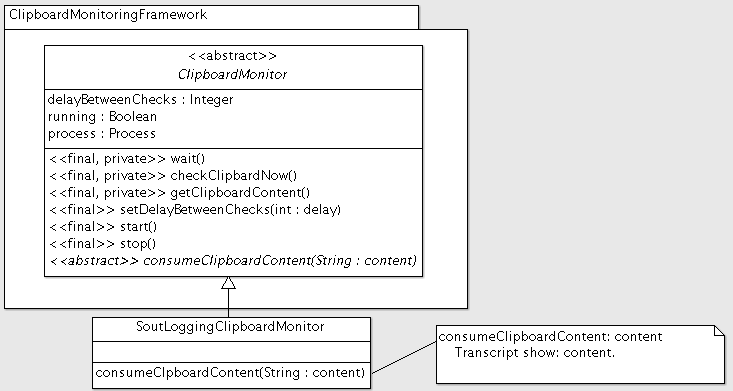 ClipboardMonitoringFramework
<<abstract>>
ClipboardMonitor
delayBetweenChecks : Integer
running : Boolean
process : Process
<<final, private>> wait()
<<final, private>> checkClipbardNow()
<<final, private>> getClipboardContent()
<<final>> setDelayBetweenChecks(int : delay)
<<final>> start()
<<final>> stop()
<<abstract>> consumeClipboardContent(String : content)
SoutLoggingClipboardMonitor
consumeClpboardContent(String : content)
consumeClipboardContent: content
Transcript show: content.